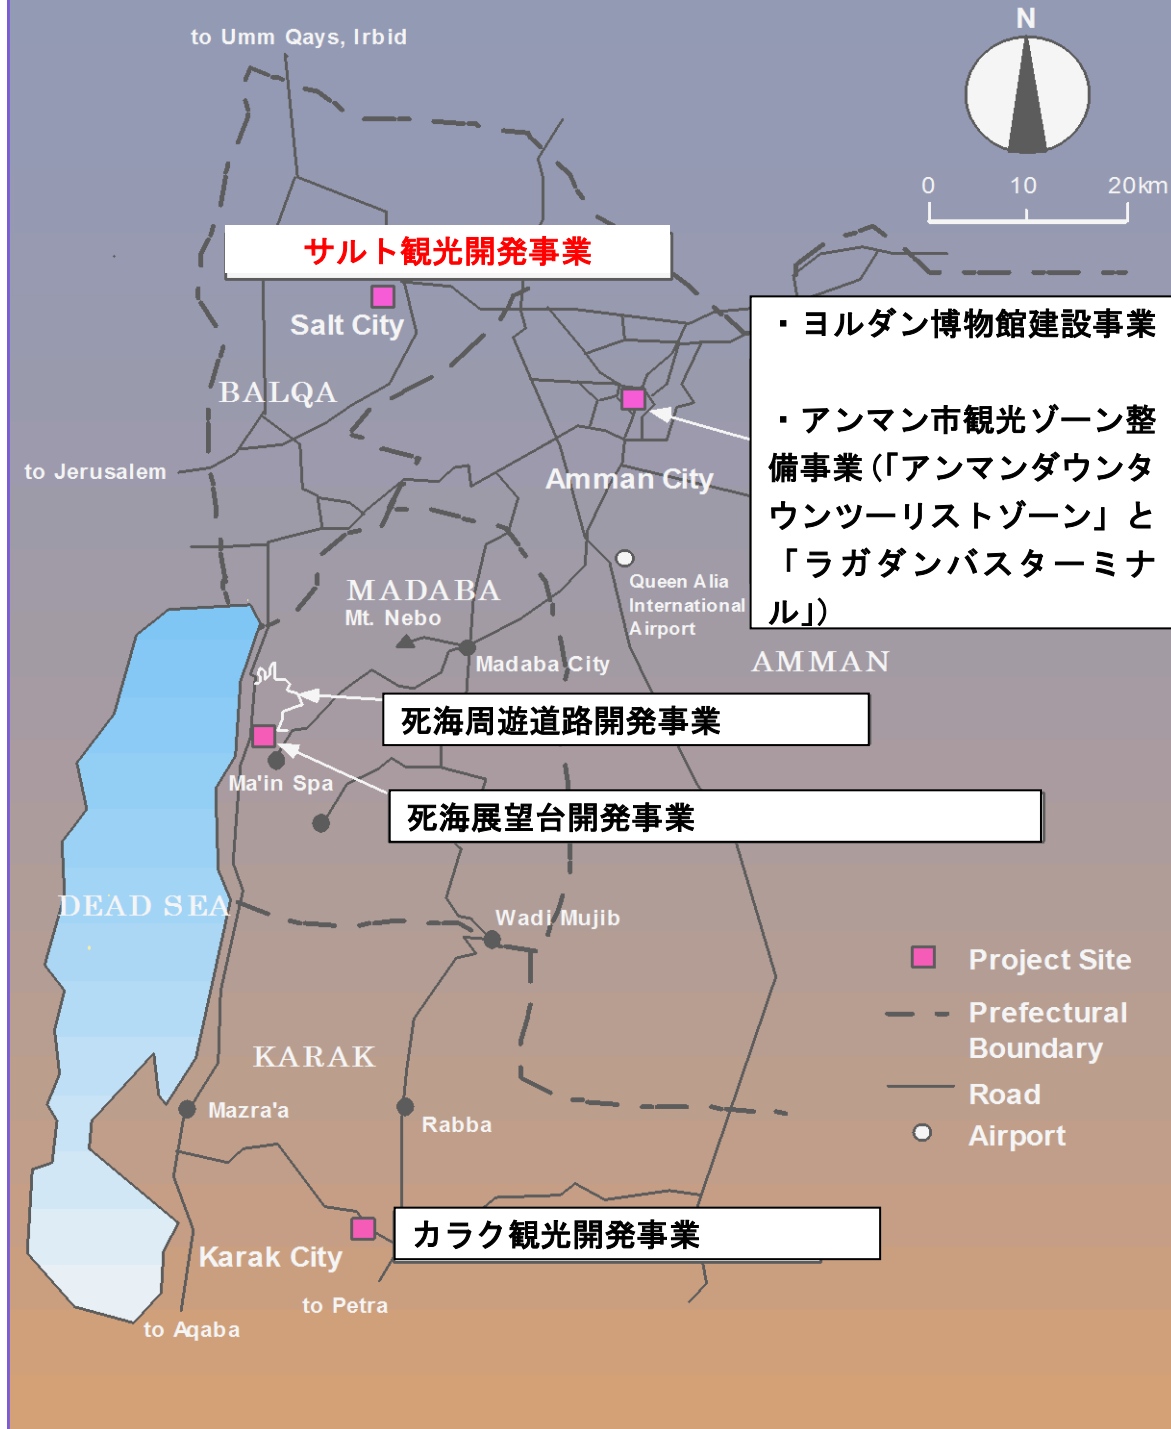 to Umm Qays, Irbid
N
0 10 20km
サルト観光開発事業
Salt City
・ヨルダン博物館建設事業
・アンマン市観光ゾーン整
備事業(「アンマンダウンタ
ウンツーリストゾーン」と
「ラガダンバスターミナ
ル」)
BALQA
to Jerusalem
Amman City
MADABA
Mt. Nebo
Queen Alia
International
Airport
Madaba City
AMMAN
死海周遊道路開発事業
Ma'in Spa
死海展望台開発事業
DEAD SEA
Wadi Mujib
Project Site
Prefectural
Boundary
Road
Airport
KARAK
Mazra'a
Rabba
カラク観光開発事業
Karak City
to Petra
to Aqaba